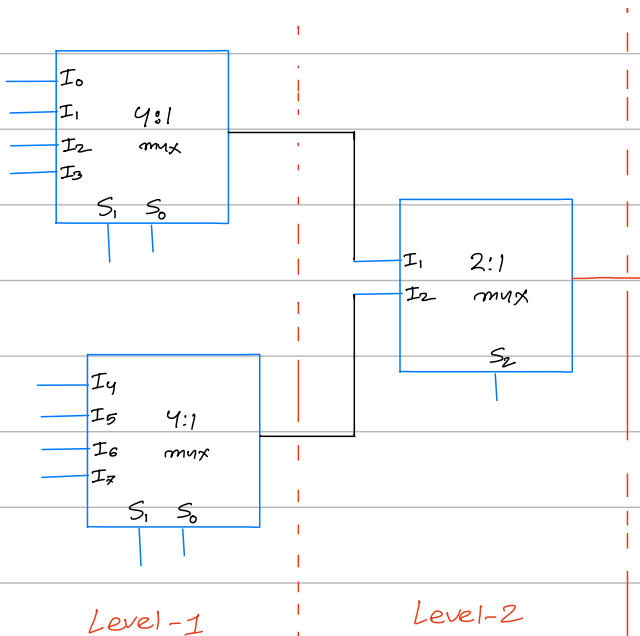 I0
I1
4:1
I2
mux
I3
S1 S0
I1
2:1
I2
mux
S2
I4
I5
4:1
I6
mux
I7
S1 S0
Level-1
Level-2